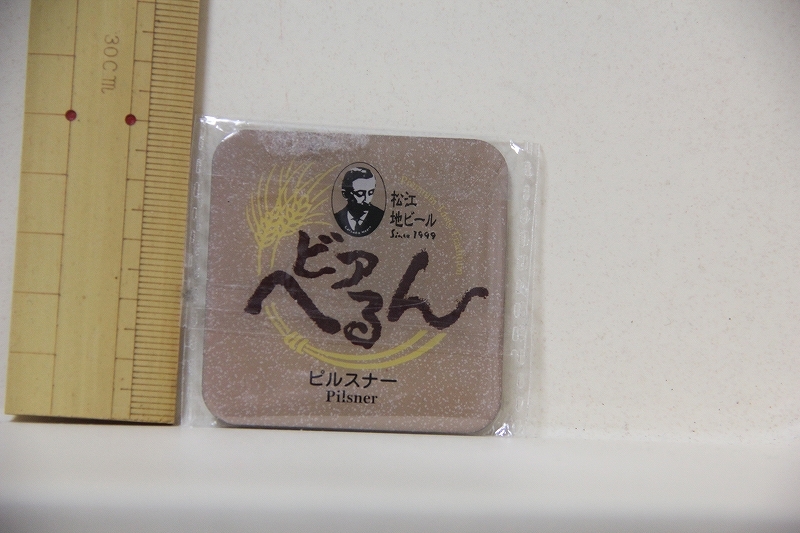 30cm
松江
地ビール
Since 1999
ビアへるん
ピルスナー
Pilsner